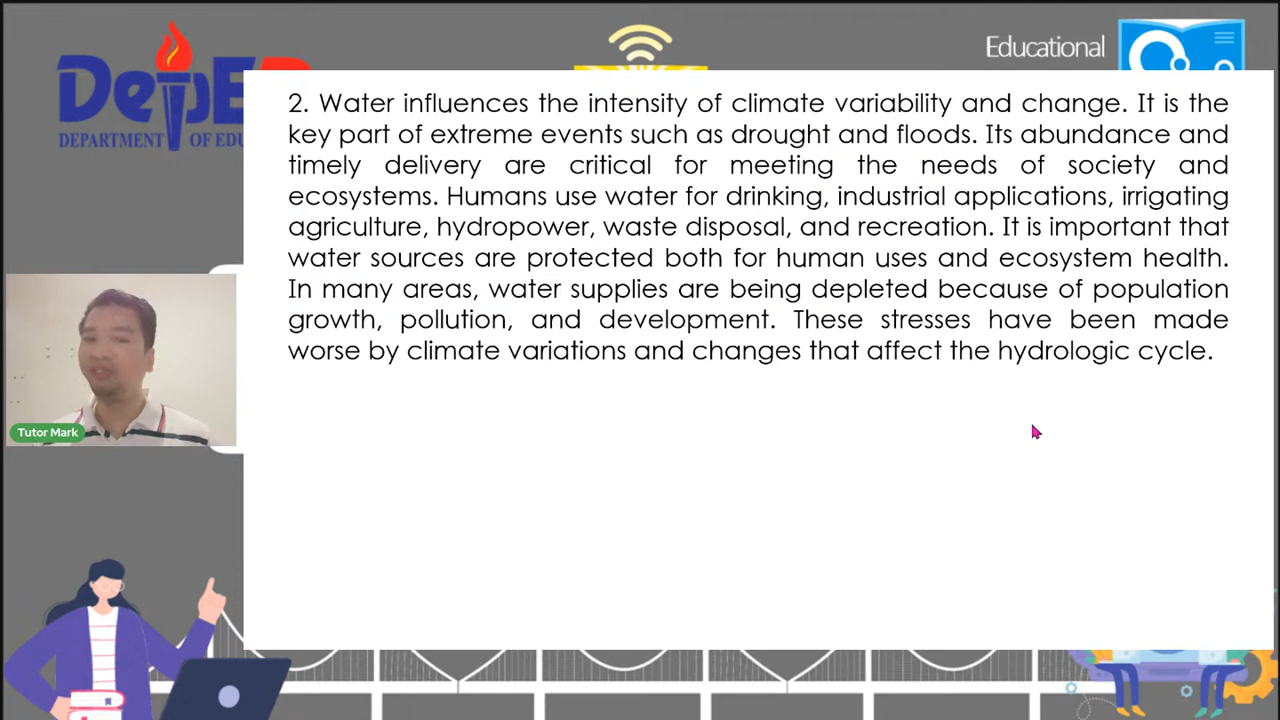 DepED
DEPARTMENT OF EDU
Educational
2. Water influences the intensity of climate variability and change. It is the
key part of extreme events such as drought and floods. Its abundance and
timely delivery are critical for meeting the needs of society and
ecosystems. Humans use water for drinking, industrial applications, irrigating
agriculture, hydropower, waste disposal, and recreation. It is important that
water sources are protected both for human uses and ecosystem health.
In many areas, water supplies are being depleted because of population
growth, pollution, and development. These stresses have been made
worse by climate variations and changes that affect the hydrologic cycle.
Tutor Mark